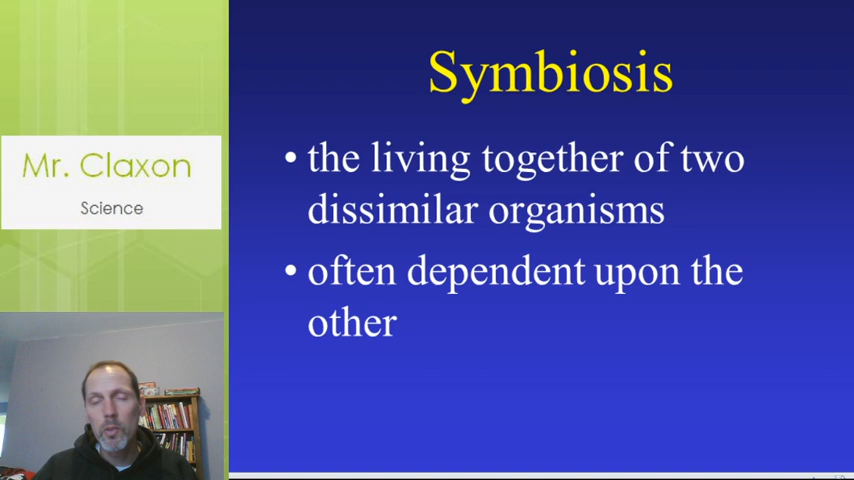 Symbiosis
Mr. Claxon
Science
• the living together of two
dissimilar organisms
• often dependent upon the
other